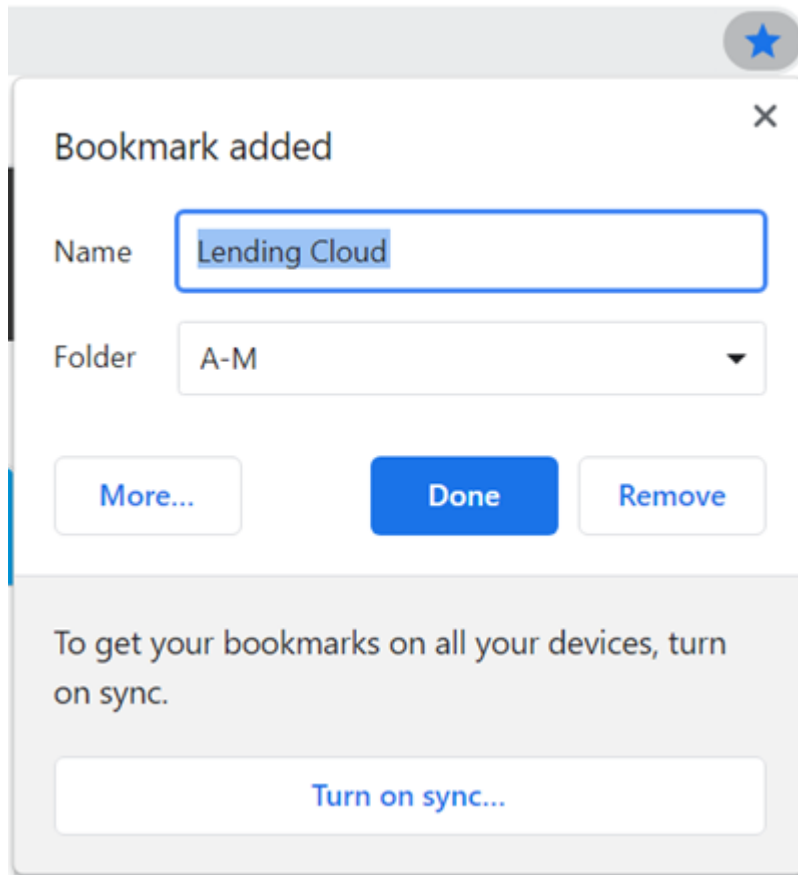 Bookmark added
Name Lending Cloud
Folder A-M
More... Done Remove
To get your bookmarks on all your devices, turn
on sync.
Turn on sync...